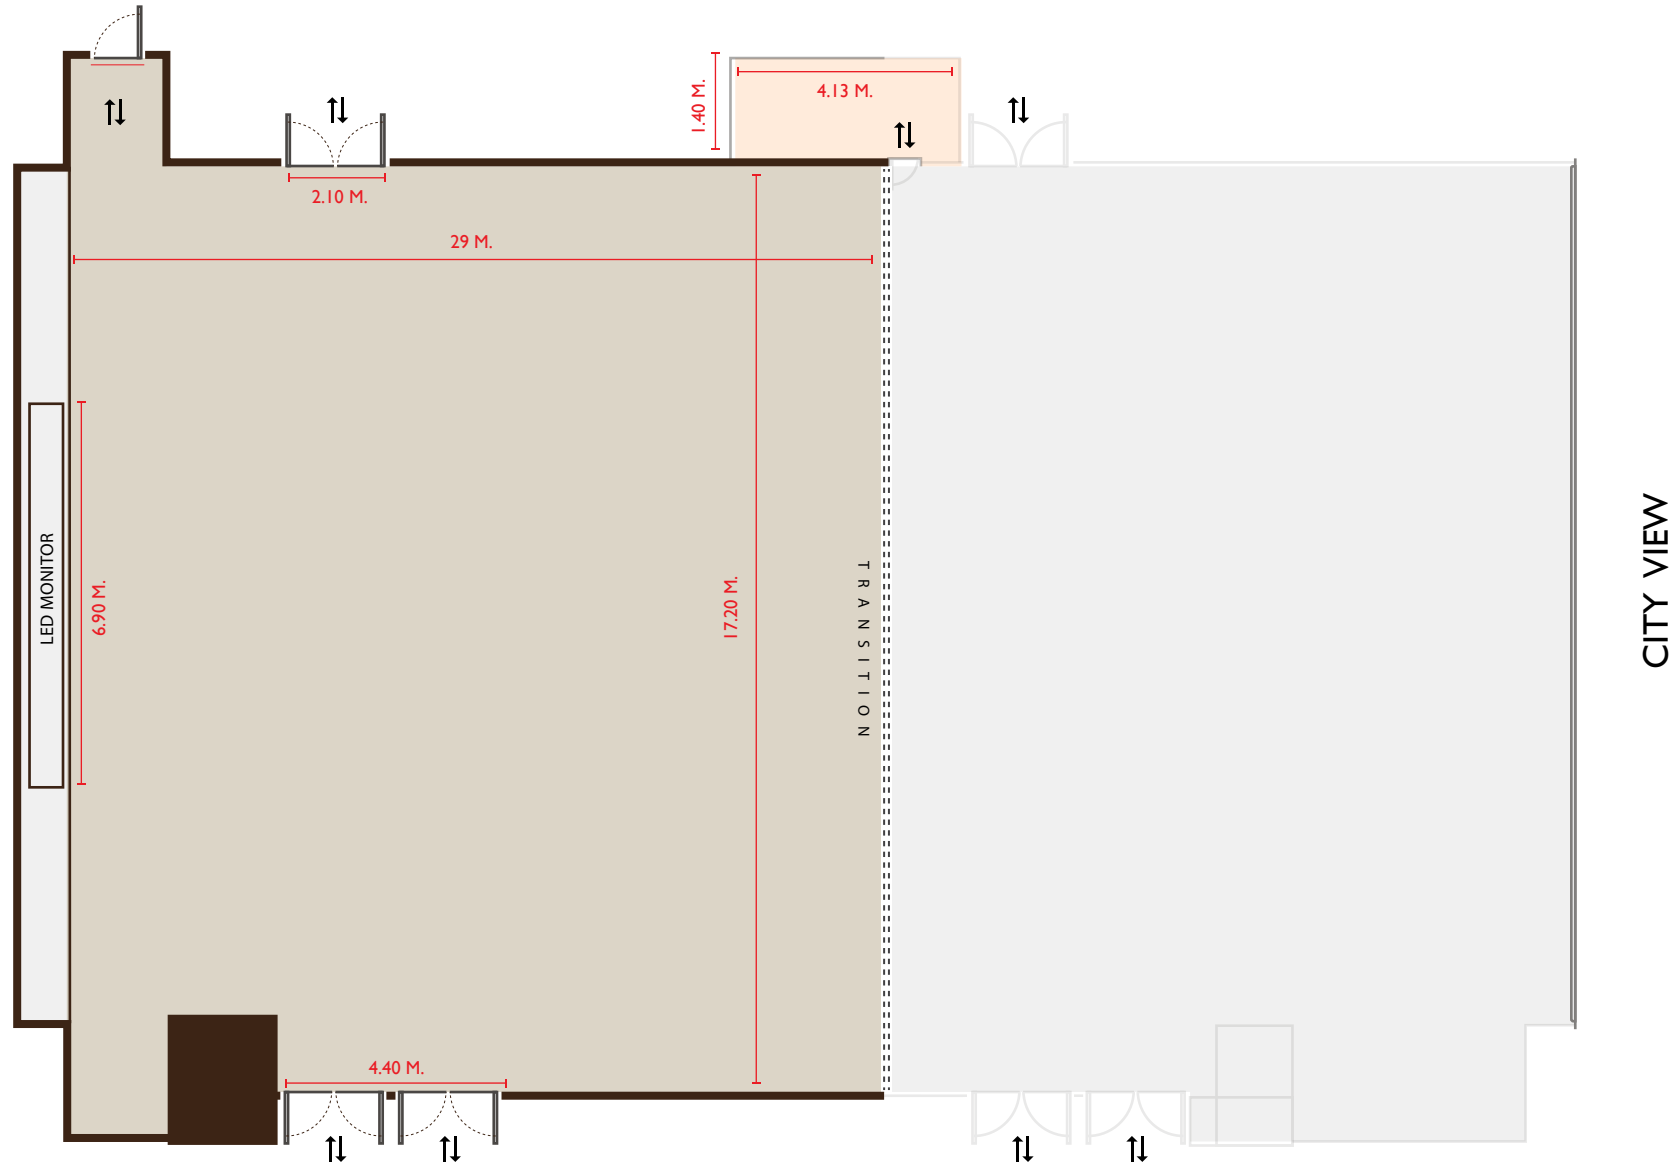 4.13 M.
1.40 M.
2.10 M.
29 M.
LED MONITOR
6.90 M.
17.20 M.
TRANSITION
CITY VIEW
4.40 M.